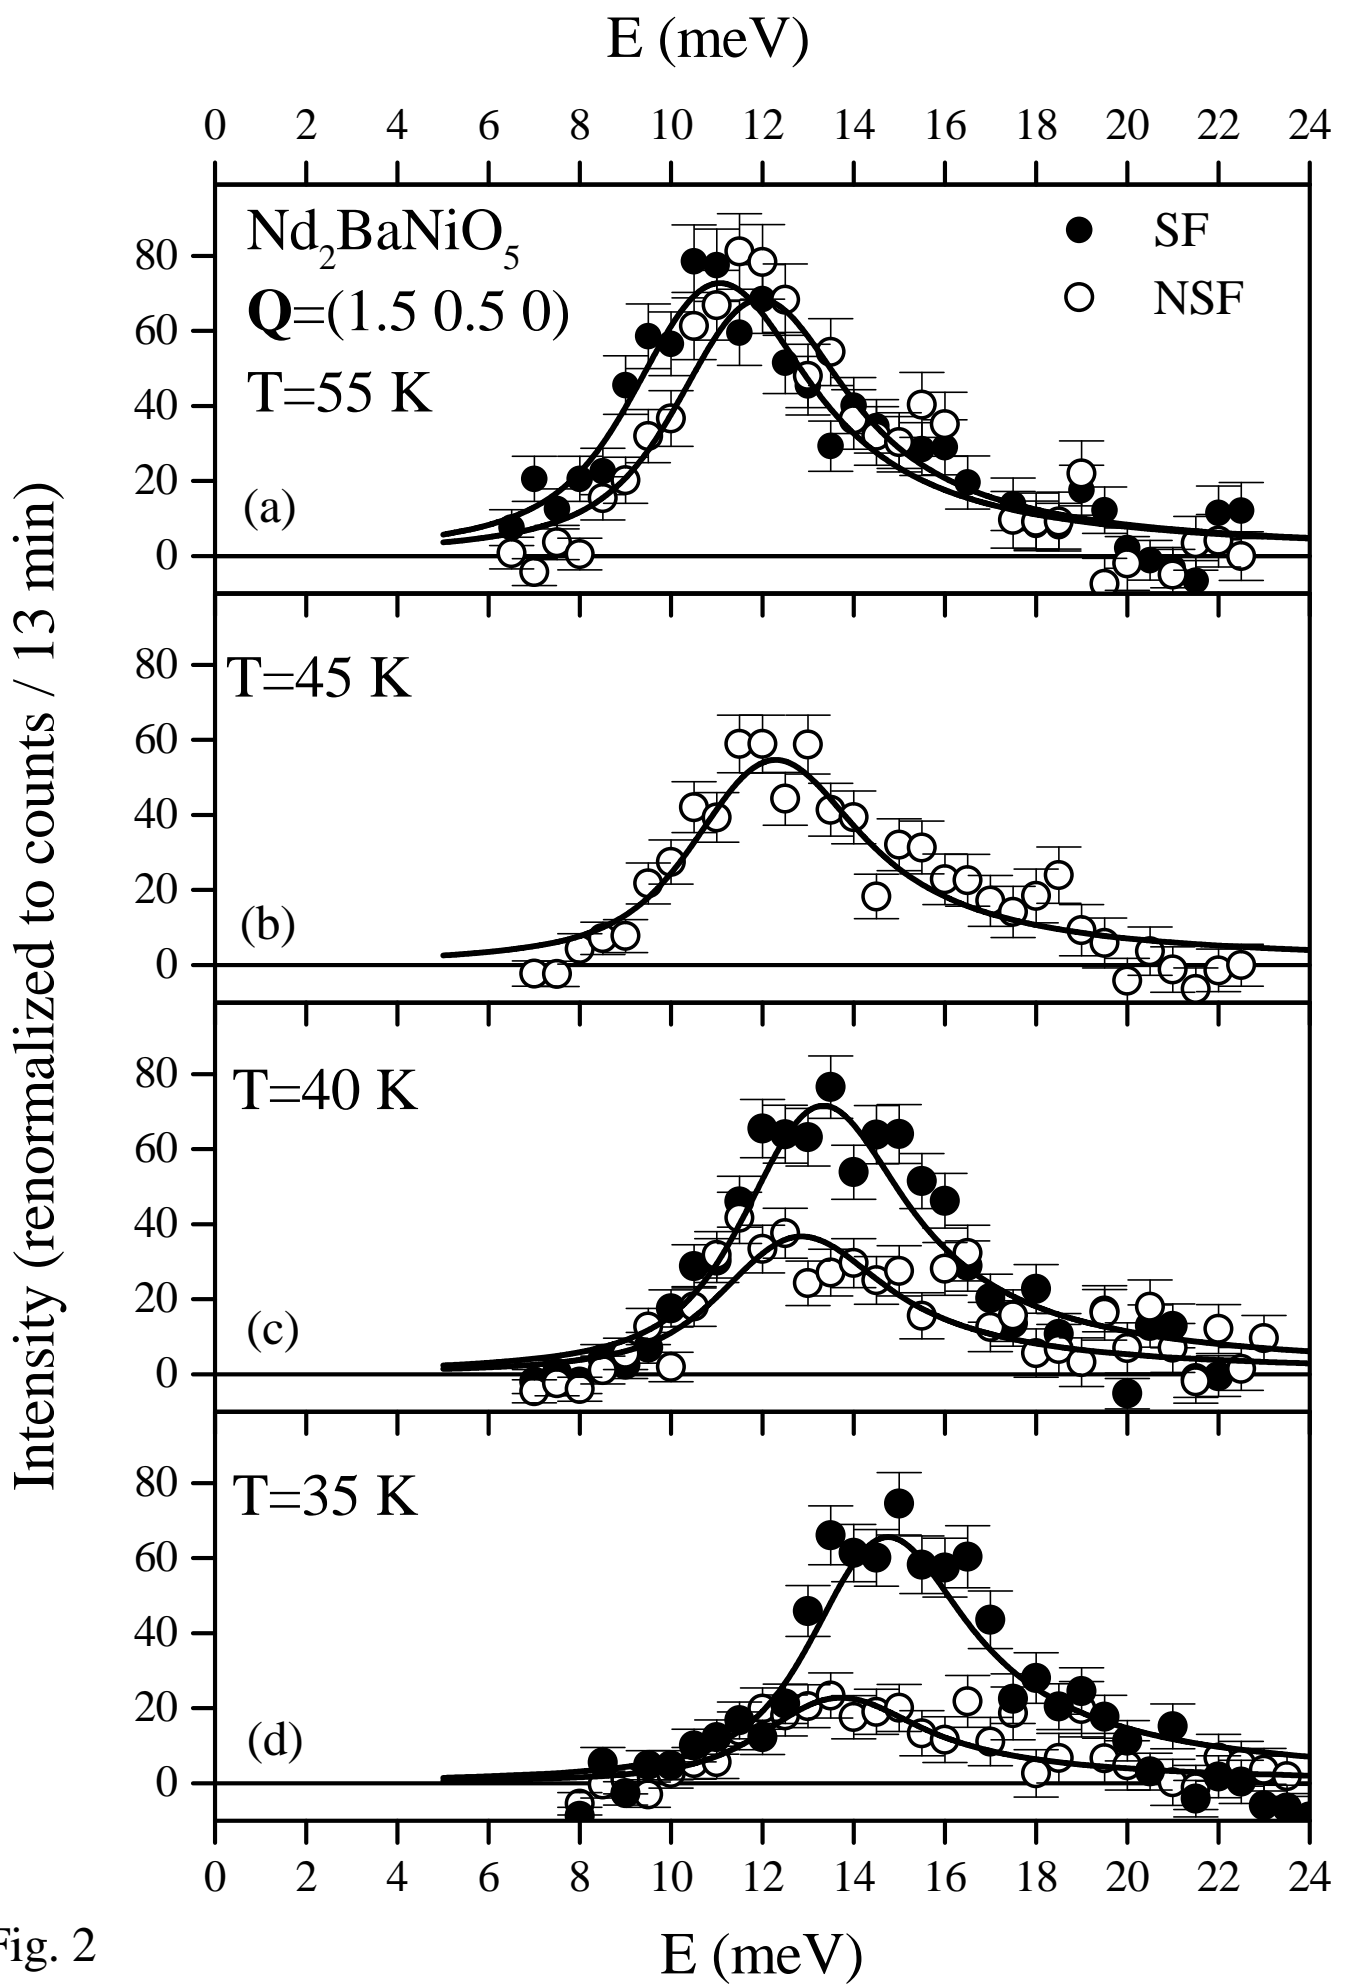 E (meV)
0 2 4 6 8 10 12 14 16 18 20 22 24
Nd2BaNiO5
Q=(1.5 0.5 0)
T=55 K
SF
NSF
80
60
40
20
0
(a)
T=45 K
80
60
40
20
0
(b)
T=40 K
80
60
40
20
0
(c)
T=35 K
80
60
40
20
0
(d)
Intensity (renormalized to counts / 13 min)
0 2 4 6 8 10 12 14 16 18 20 22 24
E (meV)
Fig. 2